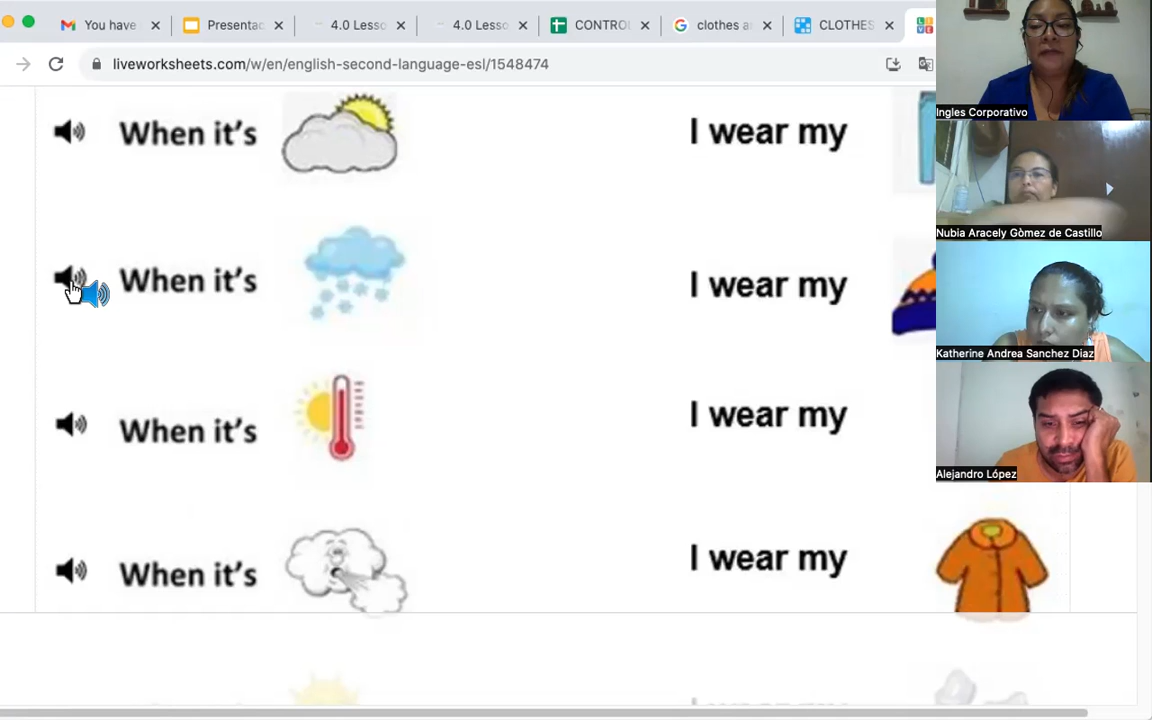 You have
Presentac
4.0 Lesso
4.0 Lesso
CONTROL
clothes a
CLOTHES
liveworksheets.com/w/en/english-second-language-esl/1548474
When it's
I wear my
When it's
I wear my
When it's
I wear my
When it's
I wear my
Ingles Corporativo
Nubia Aracely Gòmez de Castillo
Katherine Andrea Sanchez Diaz
Alejandro López